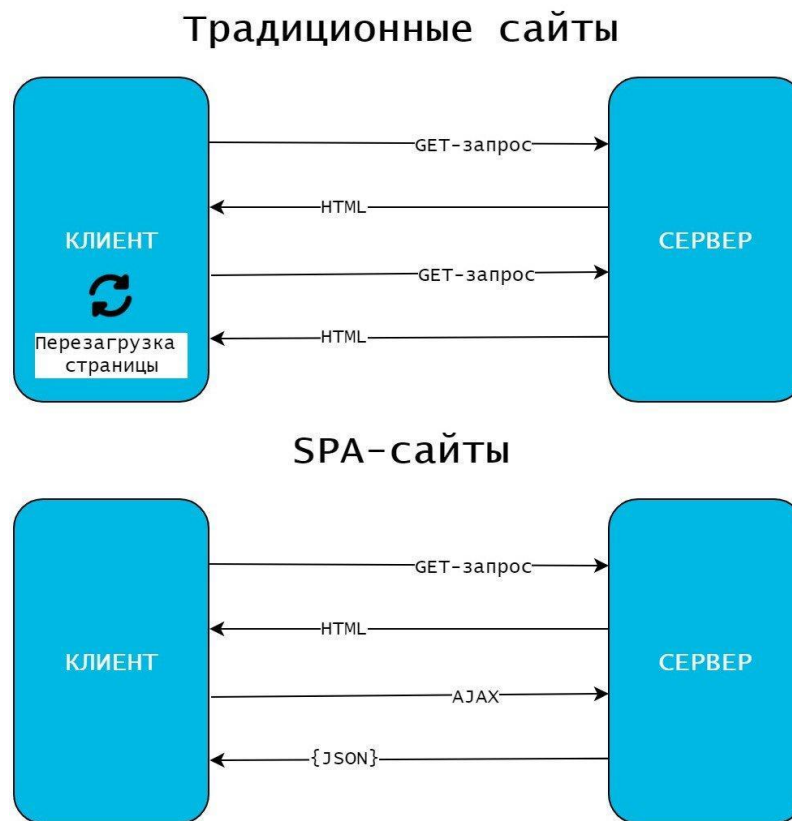 Традиционные сайты
GET-запрос
HTML
КЛИЕНТ
СЕРВЕР
GET-запрос
HTML
Перезагрузка
страницы
SPA-сайты
GET-запрос
HTML
КЛИЕНТ
СЕРВЕР
AJAX
{JSON}